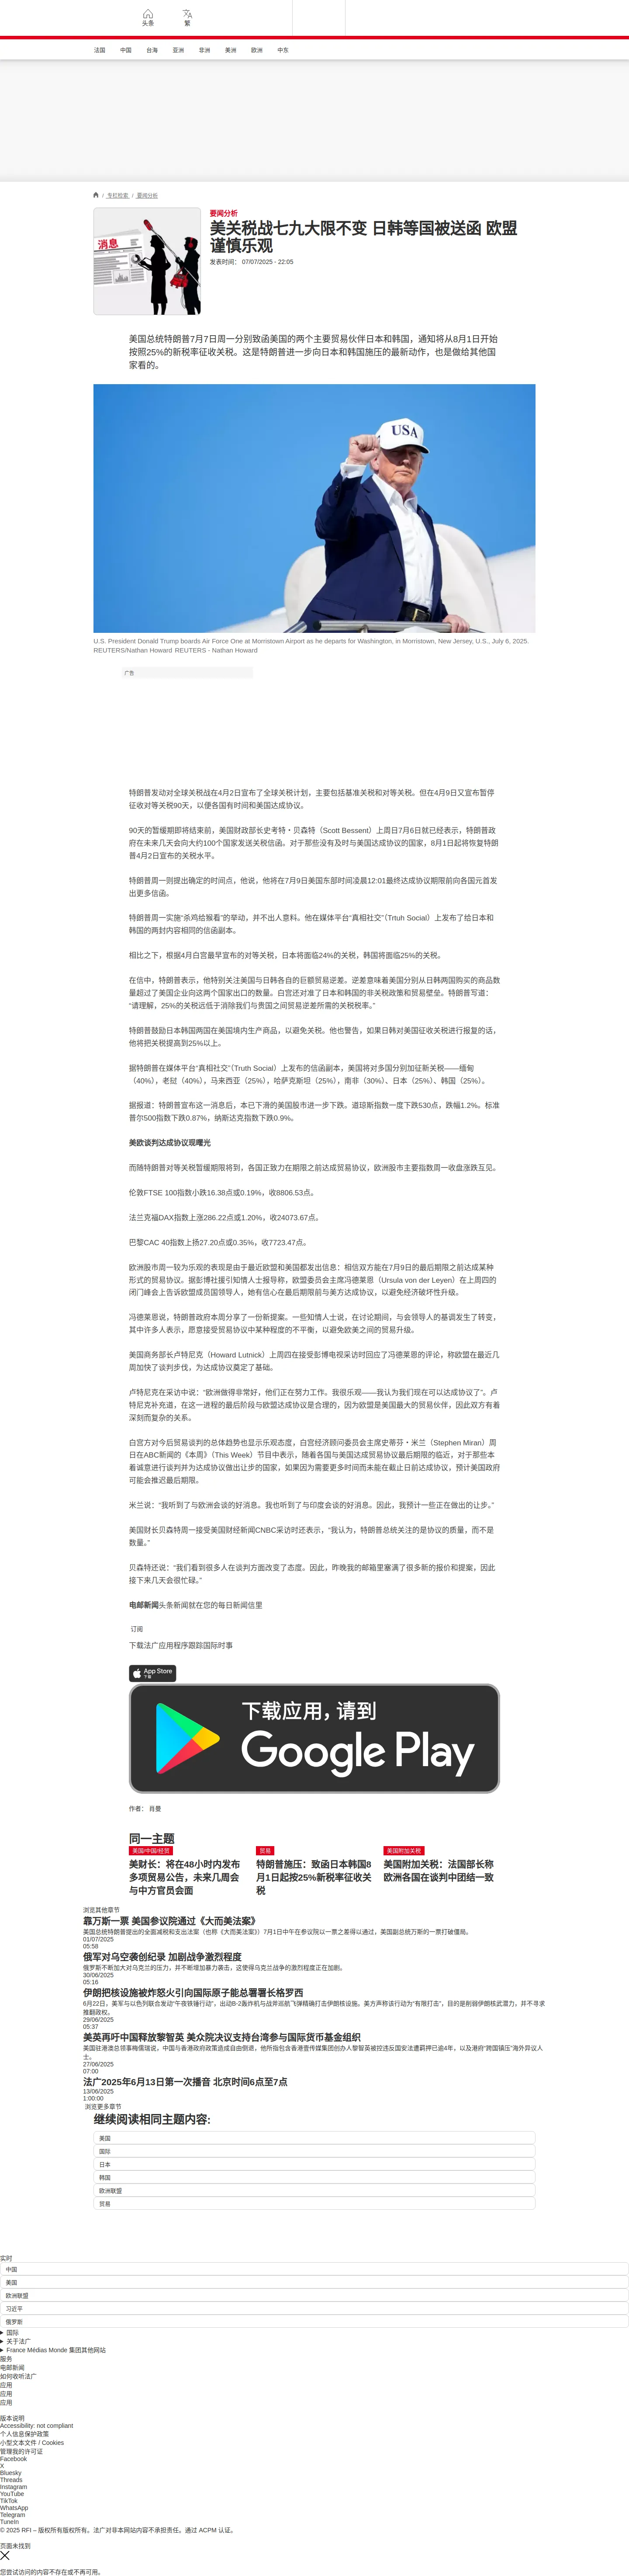 头条
繁
法国 中国 台海 亚洲 非洲 美洲 欧洲 中东
/ 专栏检索 / 要闻分析
消息
要闻分析
美关税战七九大限不变 日韩等国被送函 欧盟
谨慎乐观
发表时间： 07/07/2025 - 22:05
美国总统特朗普7月7日周一分别致函美国的两个主要贸易伙伴日本和韩国，通知将从8月1日开始
按照25%的新税率征收关税。这是特朗普进一步向日本和韩国施压的最新动作，也是做给其他国
家看的。
USA
U.S. President Donald Trump boards Air Force One at Morristown Airport as he departs for Washington, in Morristown, New Jersey, U.S., July 6, 2025.
REUTERS/Nathan Howard REUTERS - Nathan Howard
广告
特朗普发动对全球关税战在4月2日宣布了全球关税计划，主要包括基准关税和对等关税。但在4月9日又宣布暂停
征收对等关税90天，以便各国有时间和美国达成协议。
90天的暂缓期即将结束前，美国财政部长史考特・贝森特（Scott Bessent）上周日7月6日就已经表示，特朗普政
府在未来几天会向大约100个国家发送关税信函。对于那些没有及时与美国达成协议的国家，8月1日起将恢复特朗
普4月2日宣布的关税水平。
特朗普周一则提出确定的时间点，他说，他将在7月9日美国东部时间凌晨12:01最终达成协议期限前向各国元首发
出更多信函。
特朗普周一实施“杀鸡给猴看”的举动，并不出人意料。他在媒体平台“真相社交”（Trtuh Social）上发布了给日本和
韩国的两封内容相同的信函副本。
相比之下，根据4月白宫最早宣布的对等关税，日本将面临24%的关税，韩国将面临25%的关税。
在信中，特朗普表示，他特别关注美国与日韩各自的巨额贸易逆差。逆差意味着美国分别从日韩两国购买的商品数
量超过了美国企业向这两个国家出口的数量。白宫还对准了日本和韩国的非关税政策和贸易壁垒。特朗普写道：
“请理解，25%的关税远低于消除我们与贵国之间贸易逆差所需的关税税率。”
特朗普鼓励日本韩国两国在美国境内生产商品，以避免关税。他也警告，如果日韩对美国征收关税进行报复的话，
他将把关税提高到25%以上。
据特朗普在媒体平台“真相社交”（Truth Social）上发布的信函副本，美国将对多国分别加征新关税——缅甸
（40%），老挝（40%），马来西亚（25%），哈萨克斯坦（25%），南非（30%）、日本（25%）、韩国（25%）。
据报道：特朗普宣布这一消息后，本已下滑的美国股市进一步下跌。道琼斯指数一度下跌530点，跌幅1.2%。标准
普尔500指数下跌0.87%，纳斯达克指数下跌0.9%。
美欧谈判达成协议现曙光
而随特朗普对等关税暂缓期限将到，各国正致力在期限之前达成贸易协议，欧洲股市主要指数周一收盘涨跌互见。
伦敦FTSE 100指数小跌16.38点或0.19%，收8806.53点。
法兰克福DAX指数上涨286.22点或1.20%，收24073.67点。
巴黎CAC 40指数上扬27.20点或0.35%，收7723.47点。
欧洲股市周一较为乐观的表现是由于最近欧盟和美国都发出信息：相信双方能在7月9日的最后期限之前达成某种
形式的贸易协议。据彭博社援引知情人士报导称，欧盟委员会主席冯德莱恩（Ursula von der Leyen）在上周四的
闭门峰会上告诉欧盟成员国领导人，她有信心在最后期限前与美方达成协议，以避免经济破坏性升级。
冯德莱恩说，特朗普政府本周分享了一份新提案。一些知情人士说，在讨论期间，与会领导人的基调发生了转变，
其中许多人表示，愿意接受贸易协议中某种程度的不平衡，以避免欧美之间的贸易升级。
美国商务部长卢特尼克（Howard Lutnick）上周四在接受彭博电视采访时回应了冯德莱恩的评论，称欧盟在最近几
周加快了谈判步伐，为达成协议奠定了基础。
卢特尼克在采访中说：“欧洲做得非常好，他们正在努力工作。我很乐观——我认为我们现在可以达成协议了”。卢
特尼克补充道，在这一进程的最后阶段与欧盟达成协议是合理的，因为欧盟是美国最大的贸易伙伴，因此双方有着
深刻而复杂的关系。
白宫方对今后贸易谈判的总体趋势也显示乐观态度，白宫经济顾问委员会主席史蒂芬・米兰（Stephen Miran）周
日在ABC新闻的《本周》（This Week）节目中表示，随着各国与美国达成贸易协议最后期限的临近，对于那些本
着诚意进行谈判并为达成协议做出让步的国家，如果因为需要更多时间而未能在截止日前达成协议，预计美国政府
可能会推迟最后期限。
米兰说：“我听到了与欧洲会谈的好消息。我也听到了与印度会谈的好消息。因此，我预计一些正在做出的让步。”
美国财长贝森特周一接受美国财经新闻CNBC采访时还表示，“我认为，特朗普总统关注的是协议的质量，而不是
数量。”
贝森特还说：“我们看到很多人在谈判方面改变了态度。因此，昨晚我的邮箱里塞满了很多新的报价和提案，因此
接下来几天会很忙碌。”
电邮新闻头条新闻就在您的每日新闻信里
订阅
下载法广应用程序跟踪国际时事
App Store
下载
下载应用，请到
Google Play
作者： 肖曼
同一主题
美国/中国/经贸
美财长：将在48小时内发布
多项贸易公告，未来几周会
与中方官员会面
贸易
特朗普施压：致函日本韩国8
月1日起按25%新税率征收关
税
美国附加关税
美国附加关税：法国部长称
欧洲各国在谈判中团结一致
浏览其他章节
靠万斯一票 美国参议院通过《大而美法案》
美国总统特朗普提出的全面减税和支出法案（也称《大而美法案》）7月1日中午在参议院以一票之差得以通过，美国副总统万斯的一票打破僵局。
01/07/2025
05:58
俄军对乌空袭创纪录 加剧战争激烈程度
俄罗斯不断加大对乌克兰的压力，并不断增加暴力袭击，这使得乌克兰战争的激烈程度正在加剧。
30/06/2025
05:16
伊朗把核设施被炸怒火引向国际原子能总署署长格罗西
6月22日，美军与以色列联合发动“午夜铁锤行动”，出动B-2轰炸机与战斧巡航飞弹精确打击伊朗核设施。美方声称该行动为“有限打击”，目的是削弱伊朗核武潜力，并不寻求
推翻政权。
29/06/2025
05:37
美英再吁中国释放黎智英 美众院决议支持台湾参与国际货币基金组织
美国驻港澳总领事梅儒瑞说，中国与香港政府政策造成自由倒退，他所指包含香港壹传媒集团创办人黎智英被控违反国安法遭羁押已逾4年，以及港府“跨国镇压”海外异议人
士。
27/06/2025
07:00
法广2025年6月13日第一次播音 北京时间6点至7点
13/06/2025
1:00:00
浏览更多章节
继续阅读相同主题内容:
美国
国际
日本
韩国
欧洲联盟
贸易
实时
中国
美国
欧洲联盟
习近平
俄罗斯
国际
关于法广
France Médias Monde 集团其他网站
服务
电邮新闻
如何收听法广
应用
应用
应用
版本说明
Accessibility: not compliant
个人信息保护政策
小型文本文件 / Cookies
管理我的许可证
Facebook
X
Bluesky
Threads
Instagram
YouTube
TikTok
WhatsApp
Telegram
TuneIn
© 2025 RFI – 版权所有版权所有。法广对非本网站内容不承担责任。通过 ACPM 认证。
页面未找到
您尝试访问的内容不存在或不再可用。